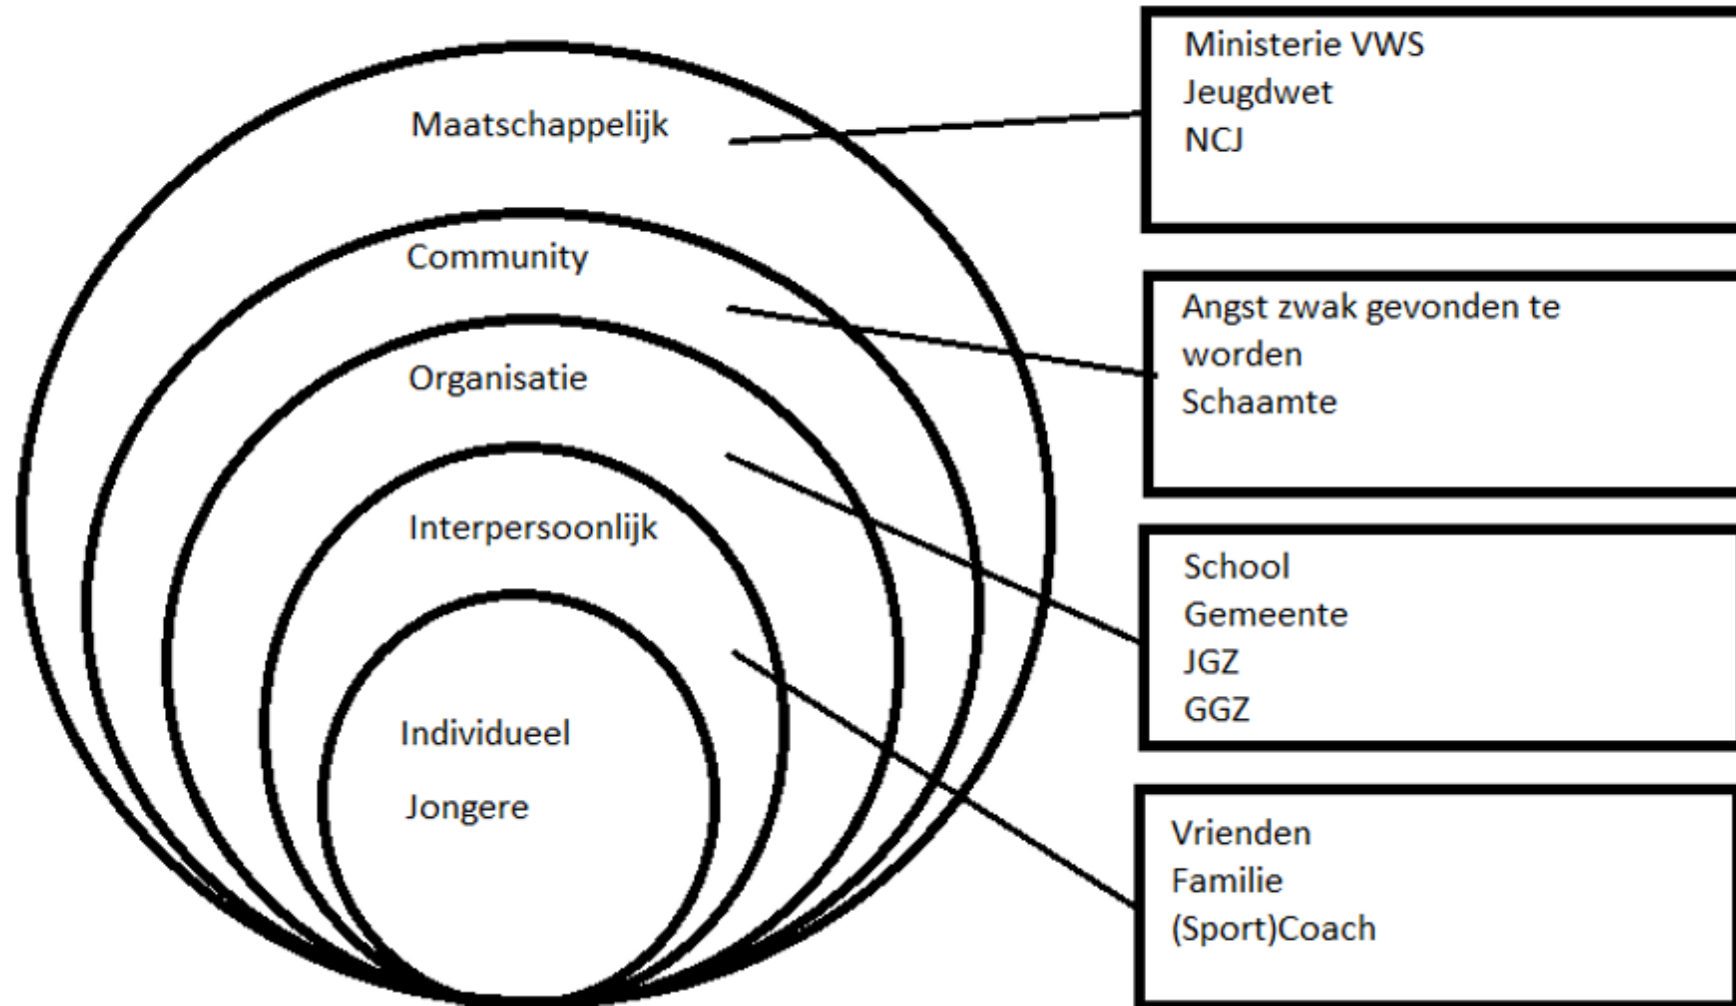 Maatschappelijk
Community
Organisatie
Interpersoonlijk
Individueel
Jongere
Ministerie VWS
Jeugdwet
NCJ
Angst zwak gevonden te
worden
Schaamte
School
Gemeente
JGZ
GGZ
Vrienden
Familie
(Sport)Coach